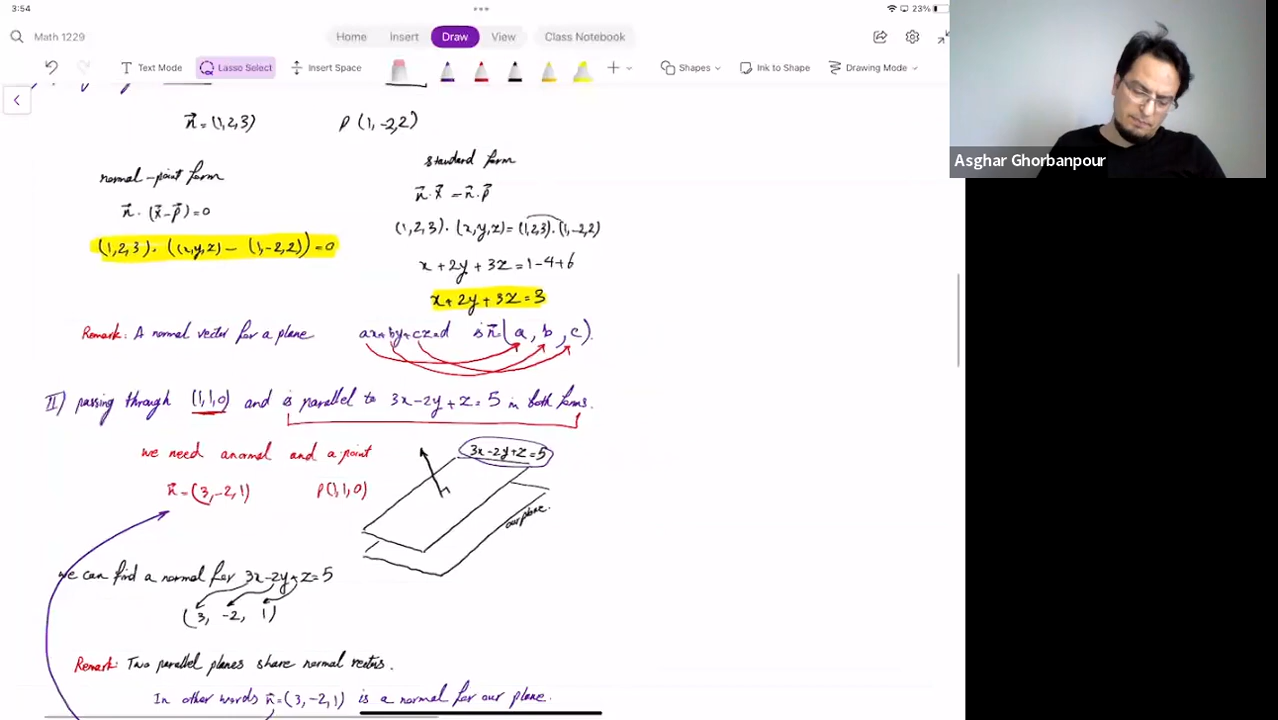 3:54
23%
Math 1229
Home Insert Draw View Class Notebook
Text Mode Lasso Select Insert Space Shapes Ink to Shape Drawing Mode
n⃗ = (1,2,3) P (1,-2,2)
normal-point form
standard form
n⃗ · (x⃗-p⃗) = 0
n⃗·x⃗ = n⃗·p⃗
(1,2,3) · ((x,y,z) - (1,-2,2)) = 0
(1,2,3) · (x,y,z) = (1,2,3) · (1,-2,2)
x + 2y + 3z = 1-4+6
x + 2y + 3z = 3
Remark: A normal vector for a plane ax+by+cz=d is n⃗=(a, b, c).
II) passing through (1,1,0) and is parallel to 3x-2y+z=5 in both forms.
we need a normal and a point
3x-2y+z=5
n⃗ = (3,-2,1) P(1,1,0)
our plane.
we can find a normal for 3x-2y+z=5
(3, -2, 1)
Remark: Two parallel planes share normal vectors.
In other words n⃗=(3,-2,1) is a normal for our plane.
Asghar Ghorbanpour